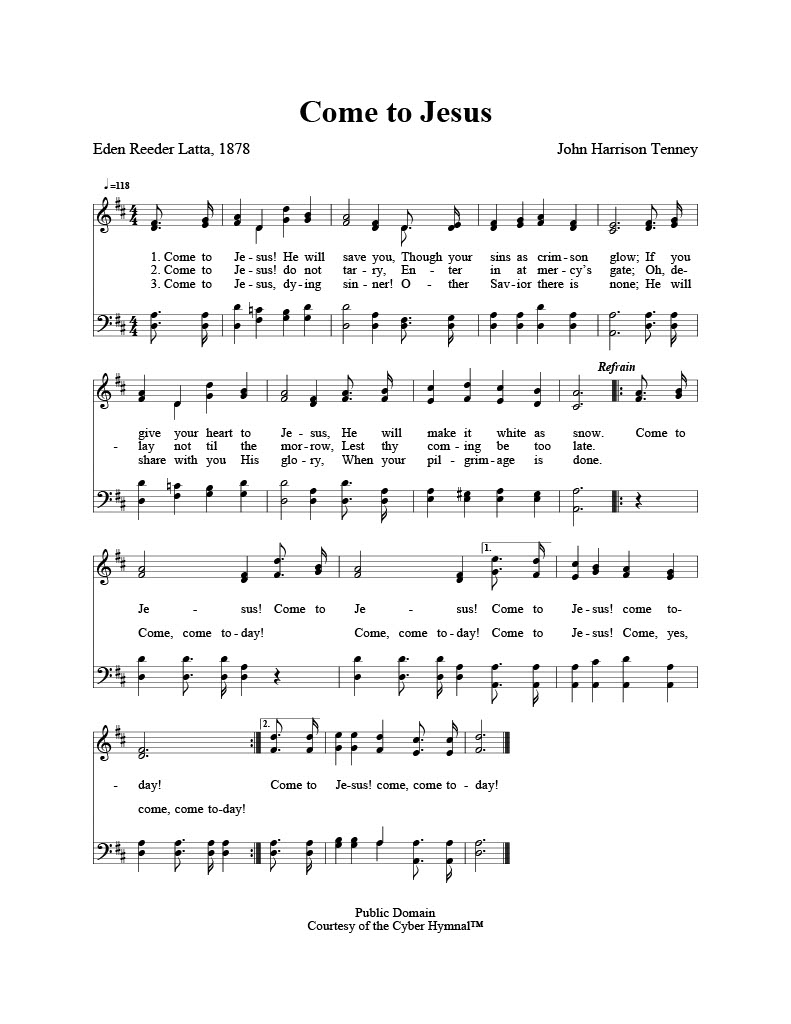 Come to Jesus
Eden Reeder Latta, 1878 John Harrison Tenney
♩=118
1. Come to Je - sus! He will save you, Though your sins as crim - son glow; If you
2. Come to Je - sus! do not tar - ry, En - ter in at mer - cy's gate; Oh, de-
3. Come to Je - sus, dy - ing sin - ner! O - ther Sav - ior there is none; He will
Refrain
give your heart to Je - sus, He will make it white as snow. Come to
- lay not til the mor - row, Lest thy com - ing be too late.
share with you His glo - ry, When your pil - grim - age is done.
1.
Je - sus! Come to Je - sus! Come to Je - sus! come to-
Come, come to - day! Come, come to - day! Come to Je - sus! Come, yes,
2.
- day! Come to Je-sus! come, come to - day!
come, come to-day!
Public Domain
Courtesy of the Cyber Hymnal™